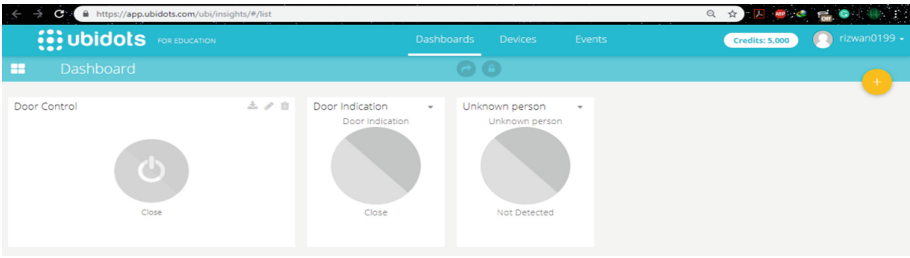 https://app.ubidots.com/ubi/insights/#/list
ubidots FOR EDUCATION
Dashboards Devices Events
Credits: 5,000
rizwan0199
Dashboard
Door Control
Close
Door Indication
Door Indication
Close
Unknown person
Unknown person
Not Detected